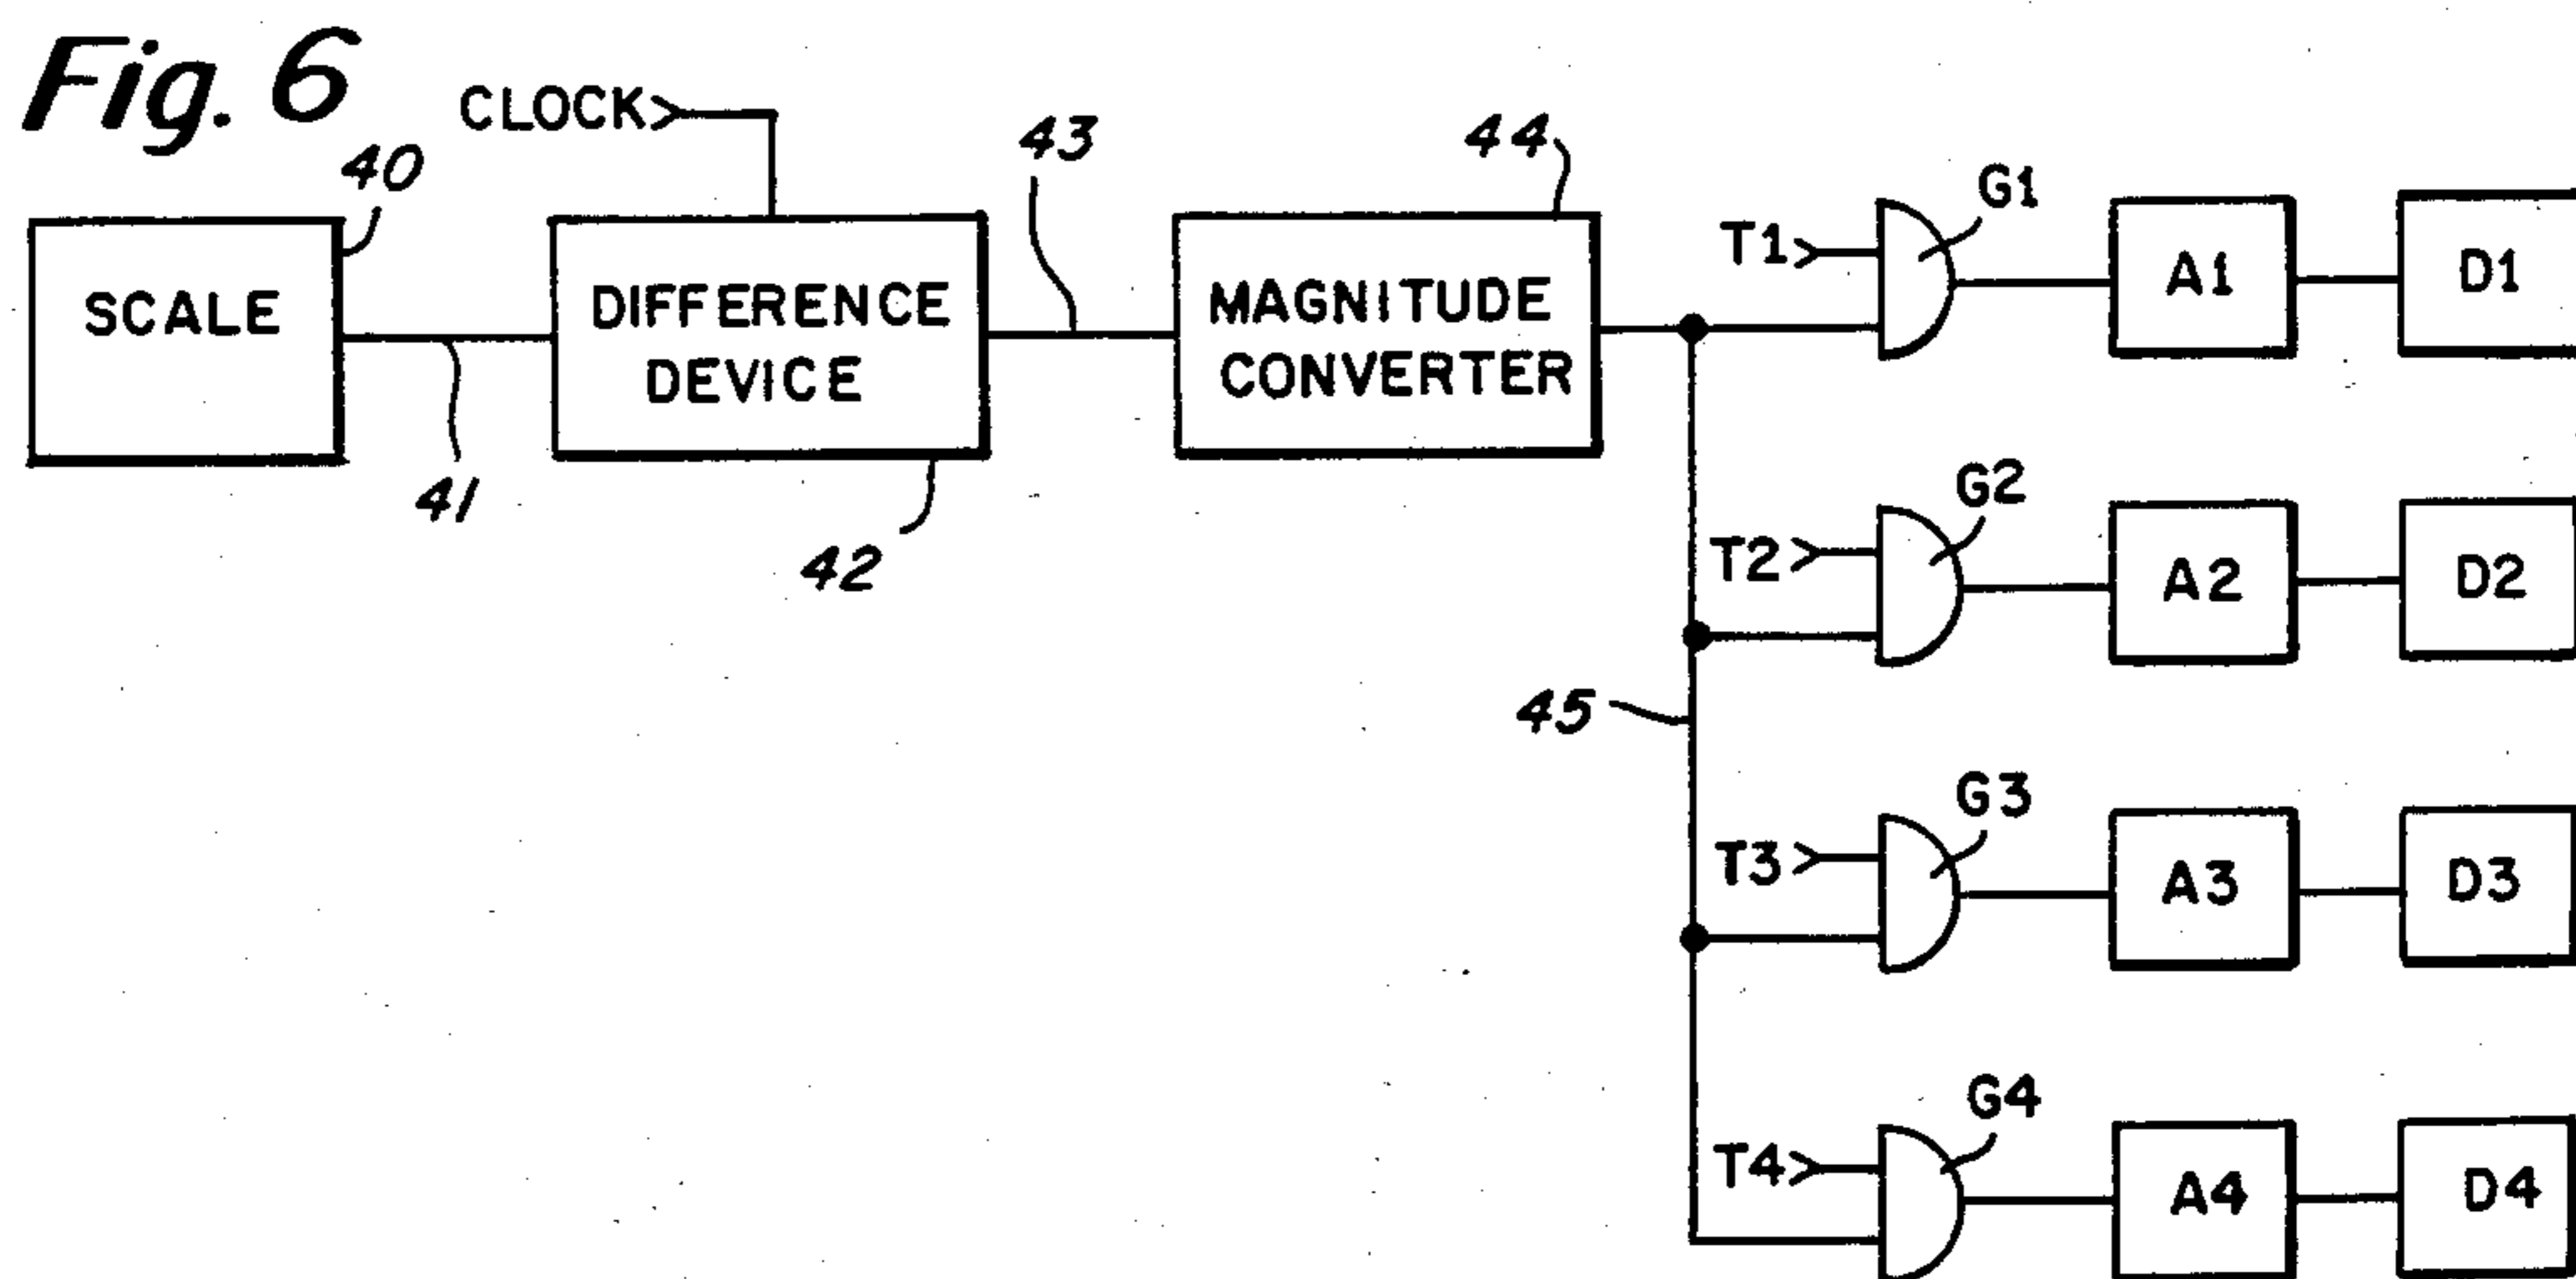 Fig. 6
CLOCK
40
43
44
SCALE
DIFFERENCE
DEVICE
MAGNITUDE
CONVERTER
41
42
T1
G1
A1
D1
T2
G2
A2
D2
45
T3
G3
A3
D3
T4
G4
A4
D4